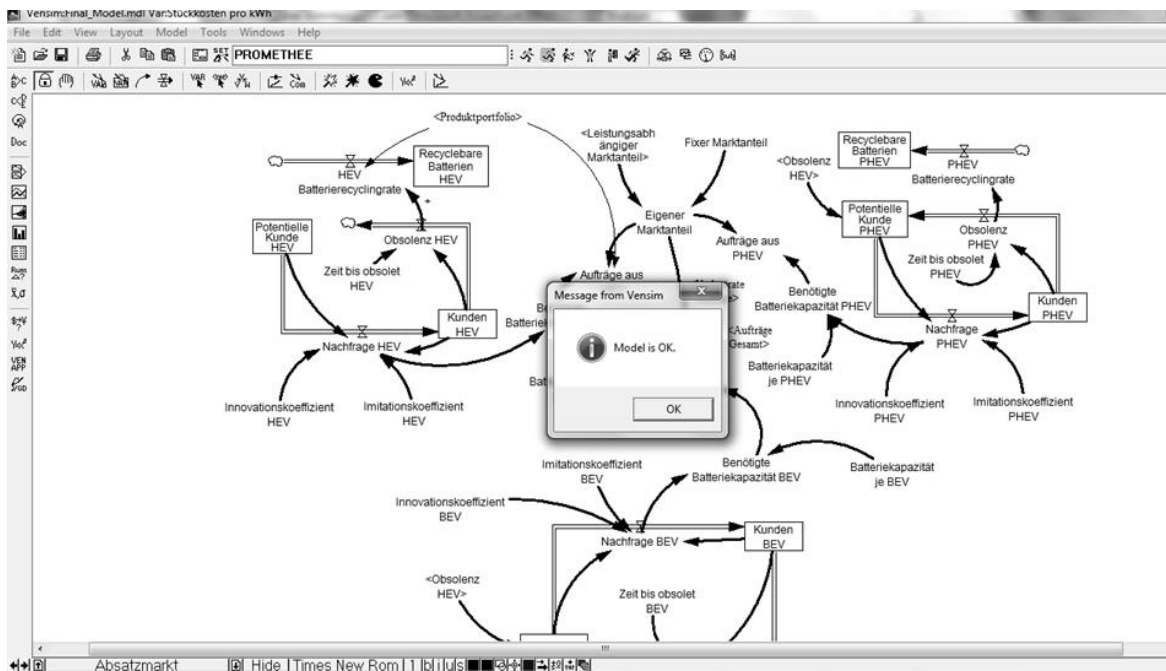 Vensim:Final_Model.mdl Var:Stückkosten pro kWh
File Edit View Layout Model Tools Windows Help
PROMETHEE
Doc
<Produktportfolio>
Recyclebare
Batterien
HEV
HEV
Batterierecyclingrate
+
Potentielle
Kunde
HEV
Obsolenz HEV
Zeit bis obsolet
HEV
Kunden
HEV
Nachfrage HEV
Innovationskoeffizient
HEV
Imitationskoeffizient
HEV
<Leistungsabh
ängiger
Marktanteil>
Fixer Marktanteil
Eigener
Marktanteil
Aufträge aus
PHEV
Aufträge aus
<Obsolenz
HEV>
Recyclebare
Batterien
PHEV
PHEV
Batterierecyclingrate
Potentielle
Kunde
PHEV
Obsolenz
PHEV
Zeit bis obsolet
PHEV
Kunden
PHEV
Benötigte
Batteriekapazität PHEV
Nachfrage
PHEV
<Aufträge
Gesamt>
Batteriekapazität
je PHEV
Innovationskoeffizient
PHEV
Imitationskoeffizient
PHEV
Message from Vensim
Model is OK.
OK
Imitationskoeffizient
BEV
Benötigte
Batteriekapazität BEV
Batteriekapazität
je BEV
Innovationskoeffizient
BEV
Nachfrage BEV
Kunden
BEV
<Obsolenz
HEV>
Zeit bis obsolet
BEV
Absatzmarkt
Hide Times New Rom